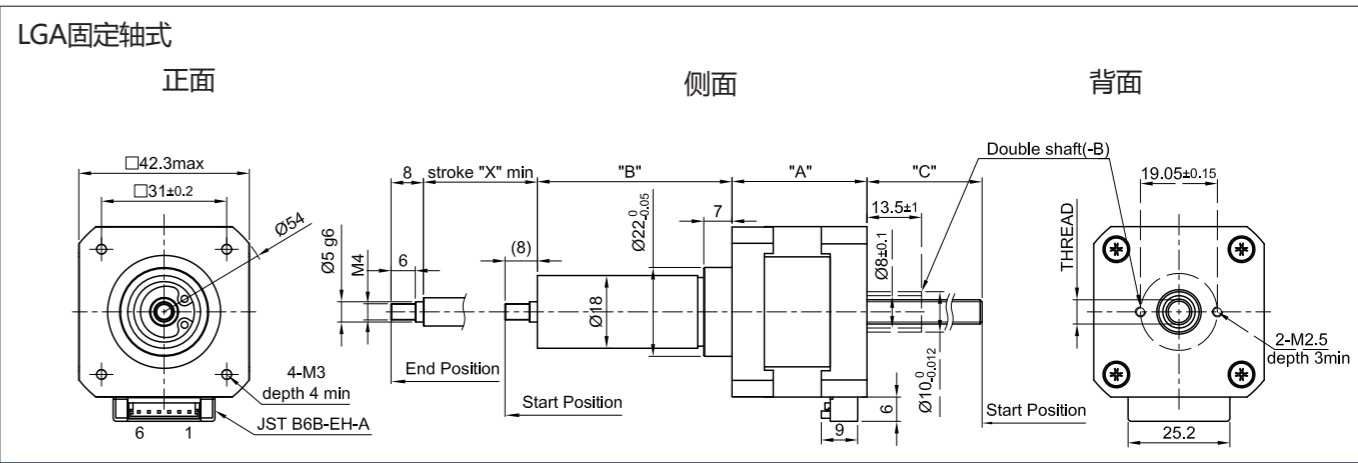 LGA固定轴式
正面
侧面
背面
□42.3max
□31±0.2
Ø54
4-M3
depth 4 min
JST B6B-EH-A
6
1
8
stroke "X" min
"B"
"A"
"C"
Double shaft(-B)
Ø5 g6
M4
6
(8)
Ø18
Ø22 0 -0.05
7
13.5±1
Ø8±0.1
Ø10 0 -0.012
End Position
Start Position
9
6
Start Position
19.05±0.15
THREAD
2-M2.5
depth 3min
25.2